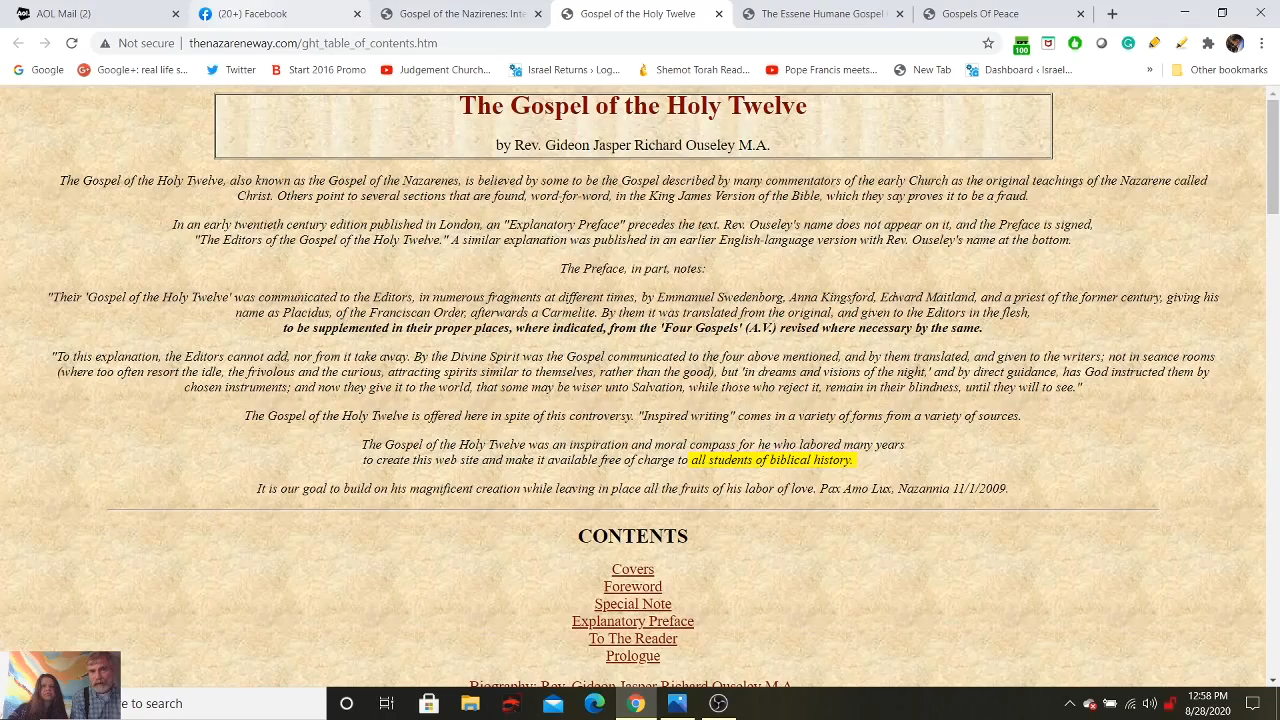 AOL Mail (2)
(20+) Facebook
Gospel of the Nazirenes: Inte
Gospel of the Holy Twelve
The Essene Humane Gospel
Gospels Of Peace
Not secure
thenazareneway.com/ght_table_of_contents.htm
100
Google
Google+: real life s...
Twitter
Start 2016 Promo
Judgement Church...
Israel Returns › Log...
Shemot Torah Read...
Pope Francis meets...
New Tab
Dashboard ‹ Israel...
»
Other bookmarks
The Gospel of the Holy Twelve
by Rev. Gideon Jasper Richard Ouseley M.A.
The Gospel of the Holy Twelve, also known as the Gospel of the Nazarenes, is believed by some to be the Gospel described by many commentators of the early Church as the original teachings of the Nazarene called
Christ. Others point to several sections that are found, word-for-word, in the King James Version of the Bible, which they say proves it to be a fraud.
In an early twentieth century edition published in London, an "Explanatory Preface" precedes the text. Rev. Ouseley's name does not appear on it, and the Preface is signed,
"The Editors of the Gospel of the Holy Twelve." A similar explanation was published in an earlier English-language version with Rev. Ouseley's name at the bottom.
The Preface, in part, notes:
"Their 'Gospel of the Holy Twelve' was communicated to the Editors, in numerous fragments at different times, by Emmanuel Swedenborg, Anna Kingsford, Edward Maitland, and a priest of the former century, giving his
name as Placidus, of the Franciscan Order, afterwards a Carmelite. By them it was translated from the original, and given to the Editors in the flesh,
to be supplemented in their proper places, where indicated, from the 'Four Gospels' (A.V.) revised where necessary by the same.
"To this explanation, the Editors cannot add, nor from it take away. By the Divine Spirit was the Gospel communicated to the four above mentioned, and by them translated, and given to the writers; not in seance rooms
(where too often resort the idle, the frivolous and the curious, attracting spirits similar to themselves, rather than the good), but 'in dreams and visions of the night,' and by direct guidance, has God instructed them by
chosen instruments; and now they give it to the world, that some may be wiser unto Salvation, while those who reject it, remain in their blindness, until they will to see."
The Gospel of the Holy Twelve is offered here in spite of this controversy. "Inspired writing" comes in a variety of forms from a variety of sources.
The Gospel of the Holy Twelve was an inspiration and moral compass for he who labored many years
to create this web site and make it available free of charge to all students of biblical history.
It is our goal to build on his magnificent creation while leaving in place all the fruits of his labor of love. Pax Amo Lux, Nazannia 11/1/2009.
CONTENTS
Covers
Foreword
Special Note
Explanatory Preface
To The Reader
Prologue
Biography: Rev. Gideon Jasper Richard Ouseley M.A.
e to search
12:58 PM
8/28/2020